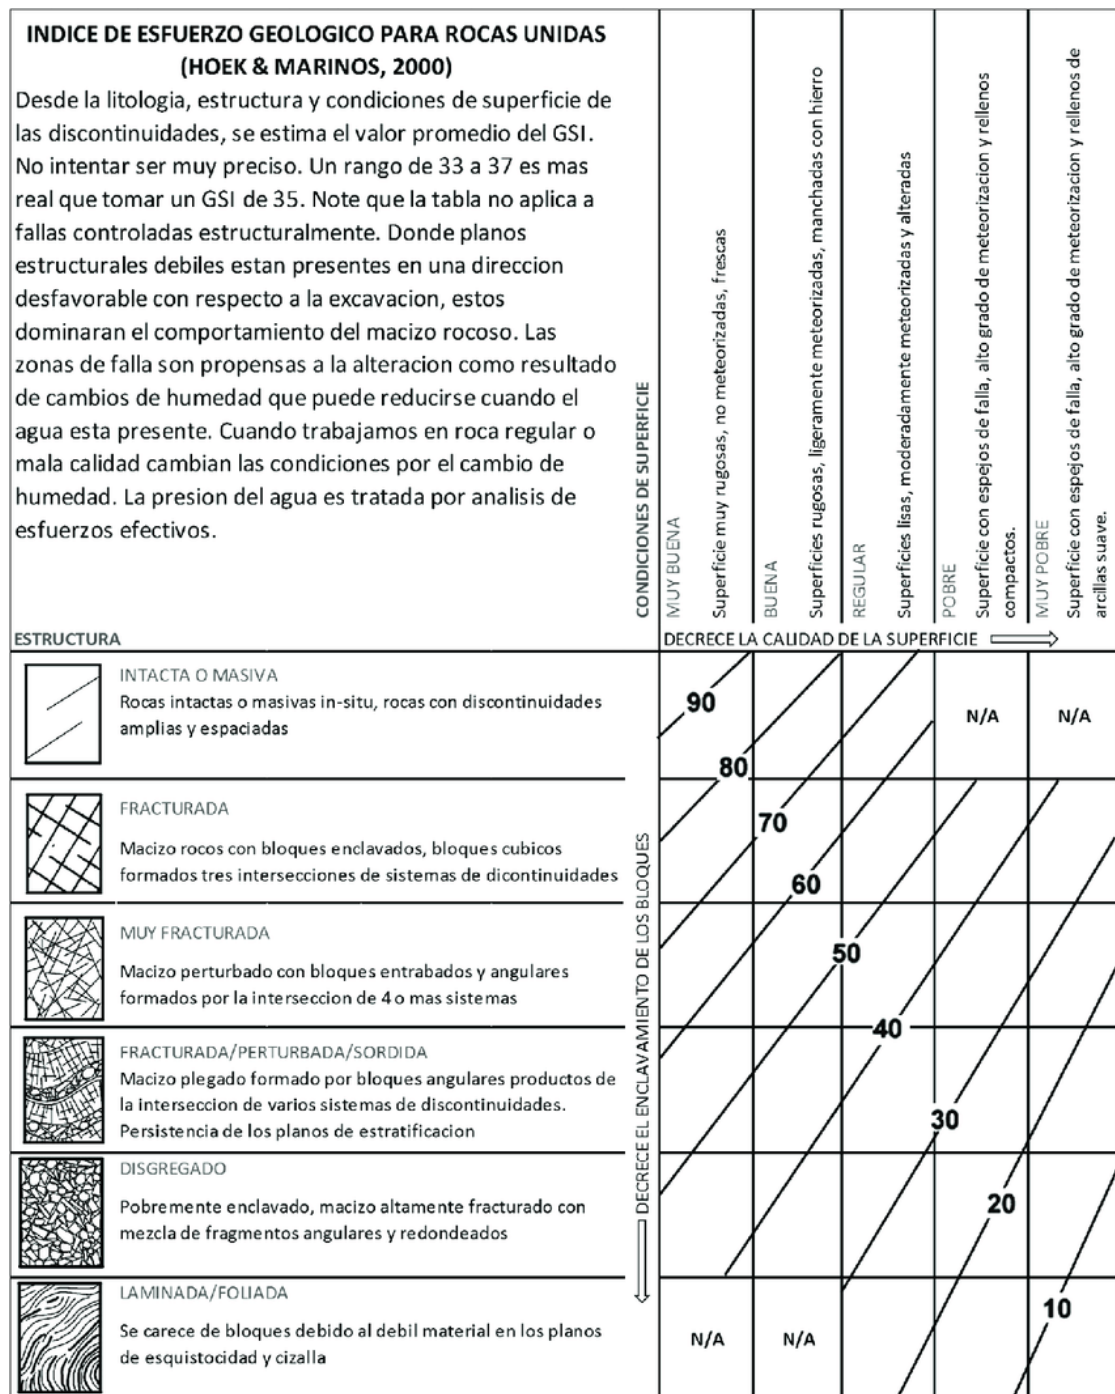 INDICE DE ESFUERZO GEOLOGICO PARA ROCAS UNIDAS
(HOEK & MARINOS, 2000)
Desde la litologia, estructura y condiciones de superficie de
las discontinuidades, se estima el valor promedio del GSI.
No intentar ser muy preciso. Un rango de 33 a 37 es mas
real que tomar un GSI de 35. Note que la tabla no aplica a
fallas controladas estructuralmente. Donde planos
estructurales debiles estan presentes en una direccion
desfavorable con respecto a la excavacion, estos
dominaran el comportamiento del macizo rocoso. Las
zonas de falla son propensas a la alteracion como resultado
de cambios de humedad que puede reducirse cuando el
agua esta presente. Cuando trabajamos en roca regular o
mala calidad cambian las condiciones por el cambio de
humedad. La presion del agua es tratada por analisis de
esfuerzos efectivos.
CONDICIONES DE SUPERFICIE
MUY BUENA
Superficie muy rugosas, no meteorizadas, frescas
BUENA
Superficies rugosas, ligeramente meteorizadas, manchadas con hierro
REGULAR
Superficies lisas, moderadamente meteorizadas y alteradas
POBRE
Superficie con espejos de falla, alto grado de meteorizacion y rellenos
compactos.
MUY POBRE
Superficie con espejos de falla, alto grado de meteorizacion y rellenos de
arcillas suave.
ESTRUCTURA
DECRECE LA CALIDAD DE LA SUPERFICIE
INTACTA O MASIVA
Rocas intactas o masivas in-situ, rocas con discontinuidades
amplias y espaciadas
90
N/A
N/A
80
FRACTURADA
Macizo rocos con bloques enclavados, bloques cubicos
formados tres intersecciones de sistemas de dicontinuidades
70
60
DECRECE EL ENCLAVAMIENTO DE LOS BLOQUES
MUY FRACTURADA
Macizo perturbado con bloques entrabados y angulares
formados por la interseccion de 4 o mas sistemas
50
40
FRACTURADA/PERTURBADA/SORDIDA
Macizo plegado formado por bloques angulares productos de
la interseccion de varios sistemas de discontinuidades.
Persistencia de los planos de estratificacion
30
DISGREGADO
Pobremente enclavado, macizo altamente fracturado con
mezcla de fragmentos angulares y redondeados
20
LAMINADA/FOLIADA
Se carece de bloques debido al debil material en los planos
de esquistocidad y cizalla
N/A
N/A
10